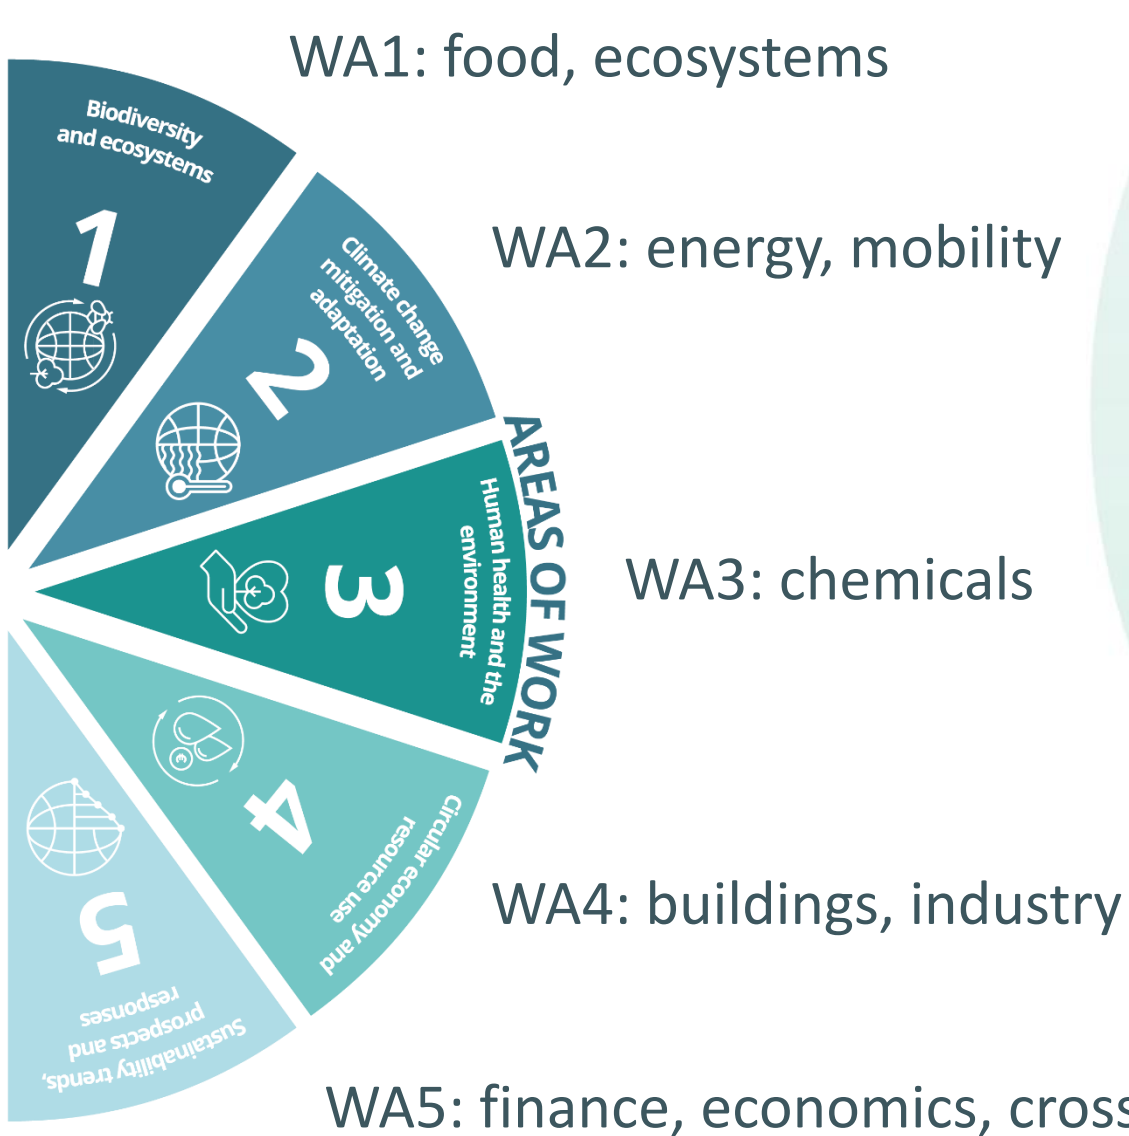 WA1: food, ecosystems
Biodiversity
and ecosystems
1
WA2: energy, mobility
Climate change
mitigation and
adaptation
2
AREAS OF WORK
Human health and the
environment
3
WA3: chemicals
4
Circular economy and
resource use
WA4: buildings, industry
5
Sustainability trends,
prospects and
responses
WA5: finance, economics, cross